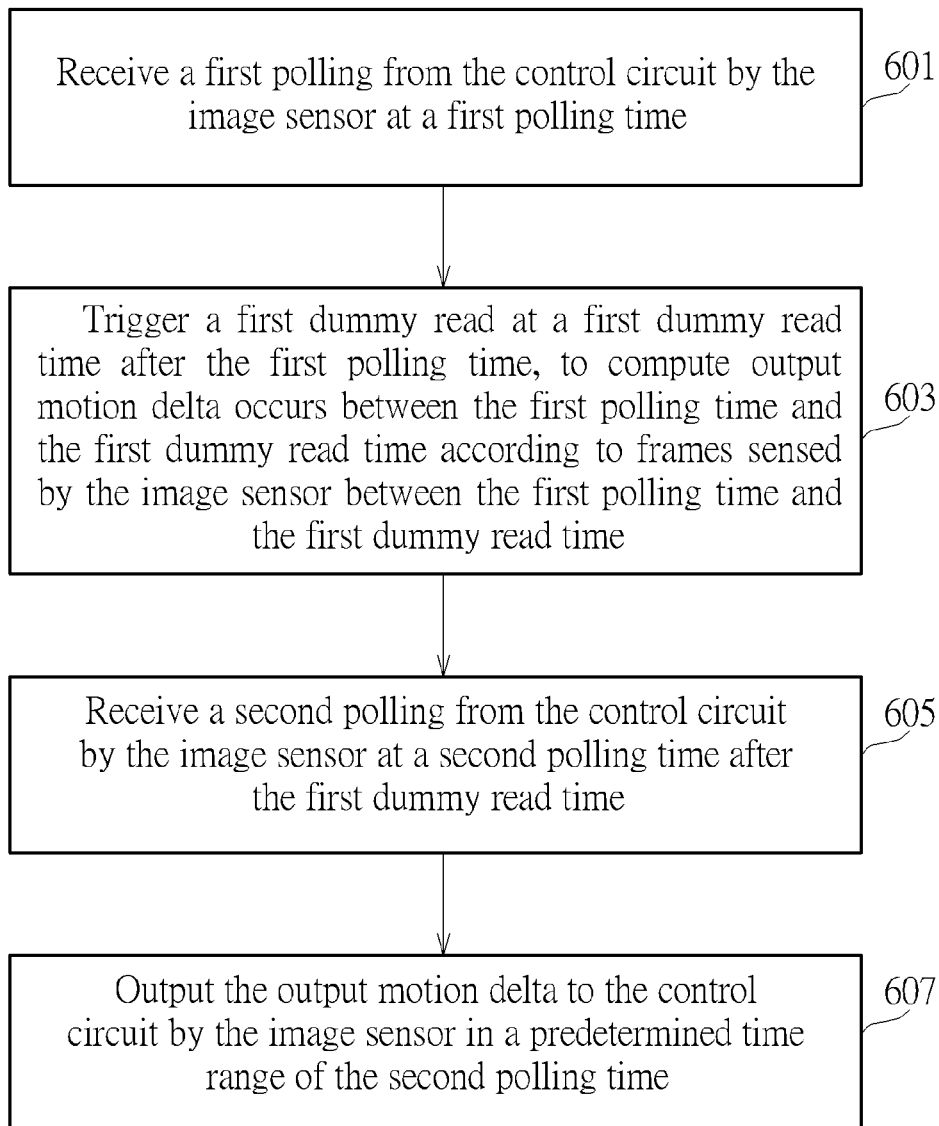 Receive a first polling from the control circuit by the
image sensor at a first polling time
601
Trigger a first dummy read at a first dummy read
time after the first polling time, to compute output
motion delta occurs between the first polling time and
the first dummy read time according to frames sensed
by the image sensor between the first polling time and
the first dummy read time
603
Receive a second polling from the control circuit
by the image sensor at a second polling time after
the first dummy read time
605
Output the output motion delta to the control
circuit by the image sensor in a predetermined time
range of the second polling time
607